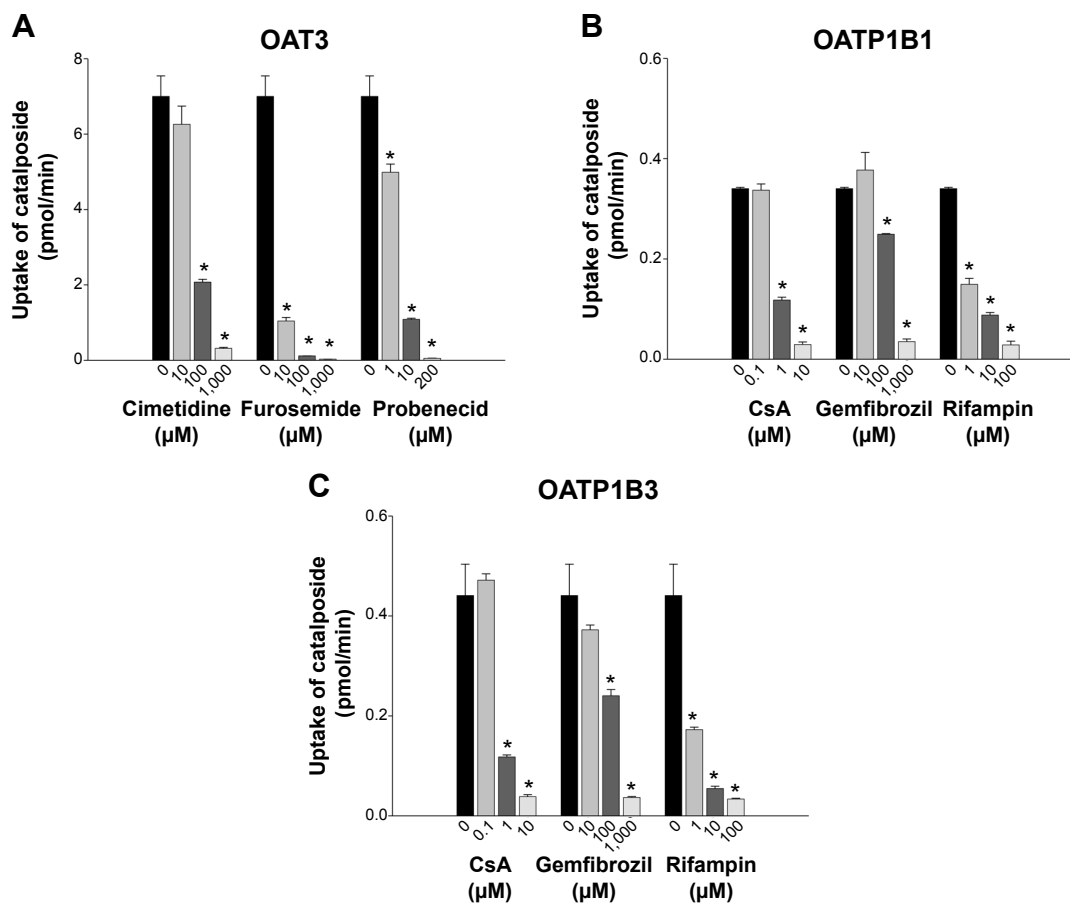 A
OAT3
Uptake of catalposide
(pmol/min)
8
6
4
2
0
* * * * * * * *
0 10 100 1,000 0 10 100 1,000 0 1 10 200
Cimetidine Furosemide Probenecid
(µM) (µM) (µM)
B
OATP1B1
Uptake of catalposide
(pmol/min)
0.6
0.4
0.2
0.0
* * * * * * *
0 0.1 1 10 0 10 100 1,000 0 1 10 100
CsA Gemfibrozil Rifampin
(µM) (µM) (µM)
C
OATP1B3
Uptake of catalposide
(pmol/min)
0.6
0.4
0.2
0.0
* * * * * * *
0 0.1 1 10 0 10 100 1,000 0 1 10 100
CsA Gemfibrozil Rifampin
(µM) (µM) (µM)